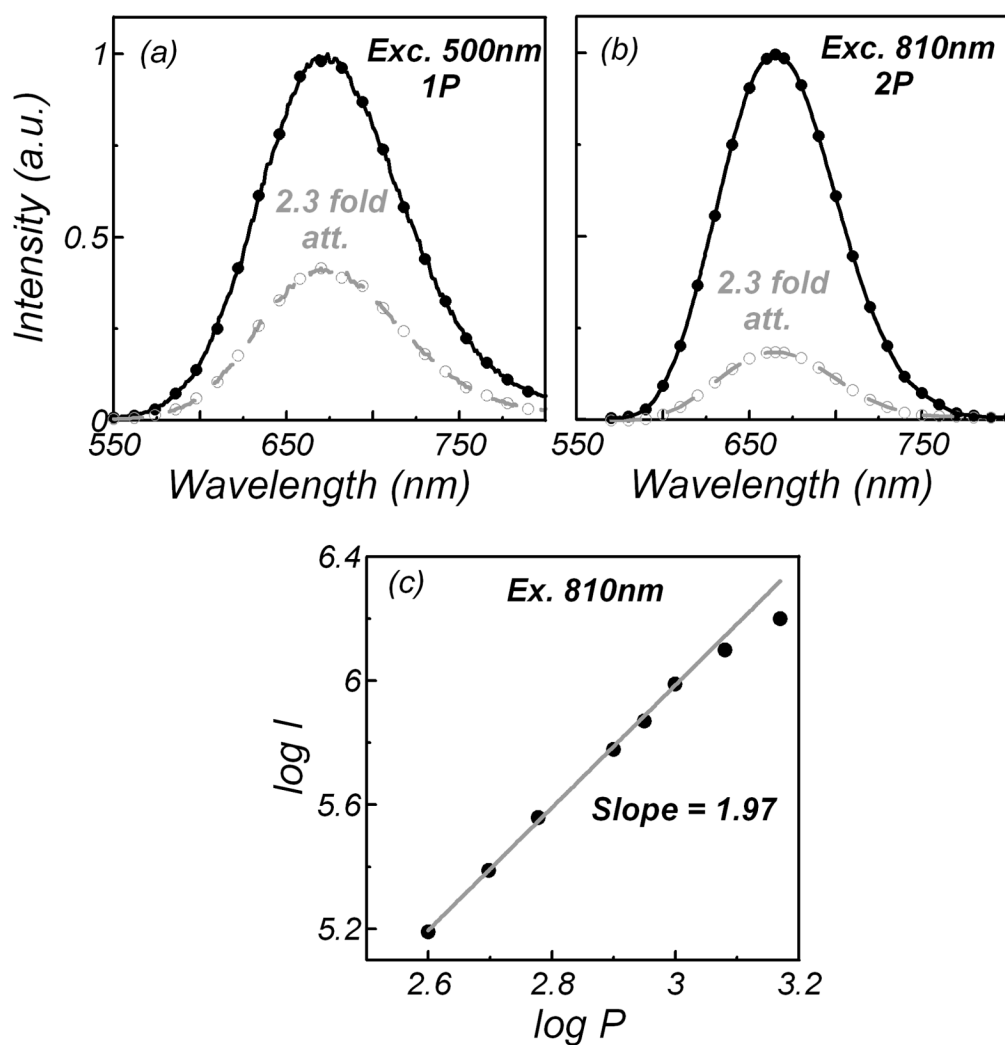 (a)
Exc. 500nm
1P
2.3 fold
att.
Intensity (a.u.)
1
0.5
0
550
650
750
Wavelength (nm)
(b)
Exc. 810nm
2P
2.3 fold
att.
550
650
750
Wavelength (nm)
(c)
Ex. 810nm
Slope = 1.97
log I
6.4
6
5.6
5.2
2.6
2.8
3
3.2
log P